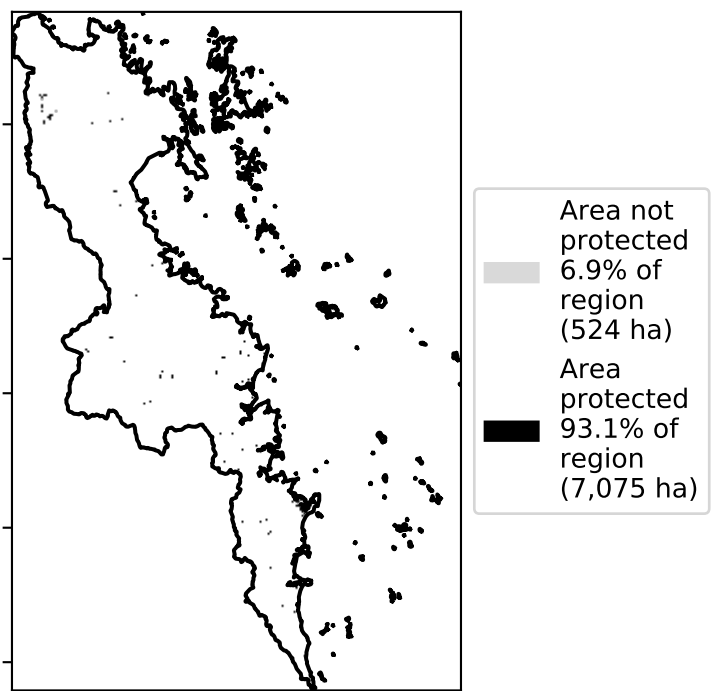 Area not
protected
6.9% of
region
(524 ha)
Area
protected
93.1% of
region
(7,075 ha)